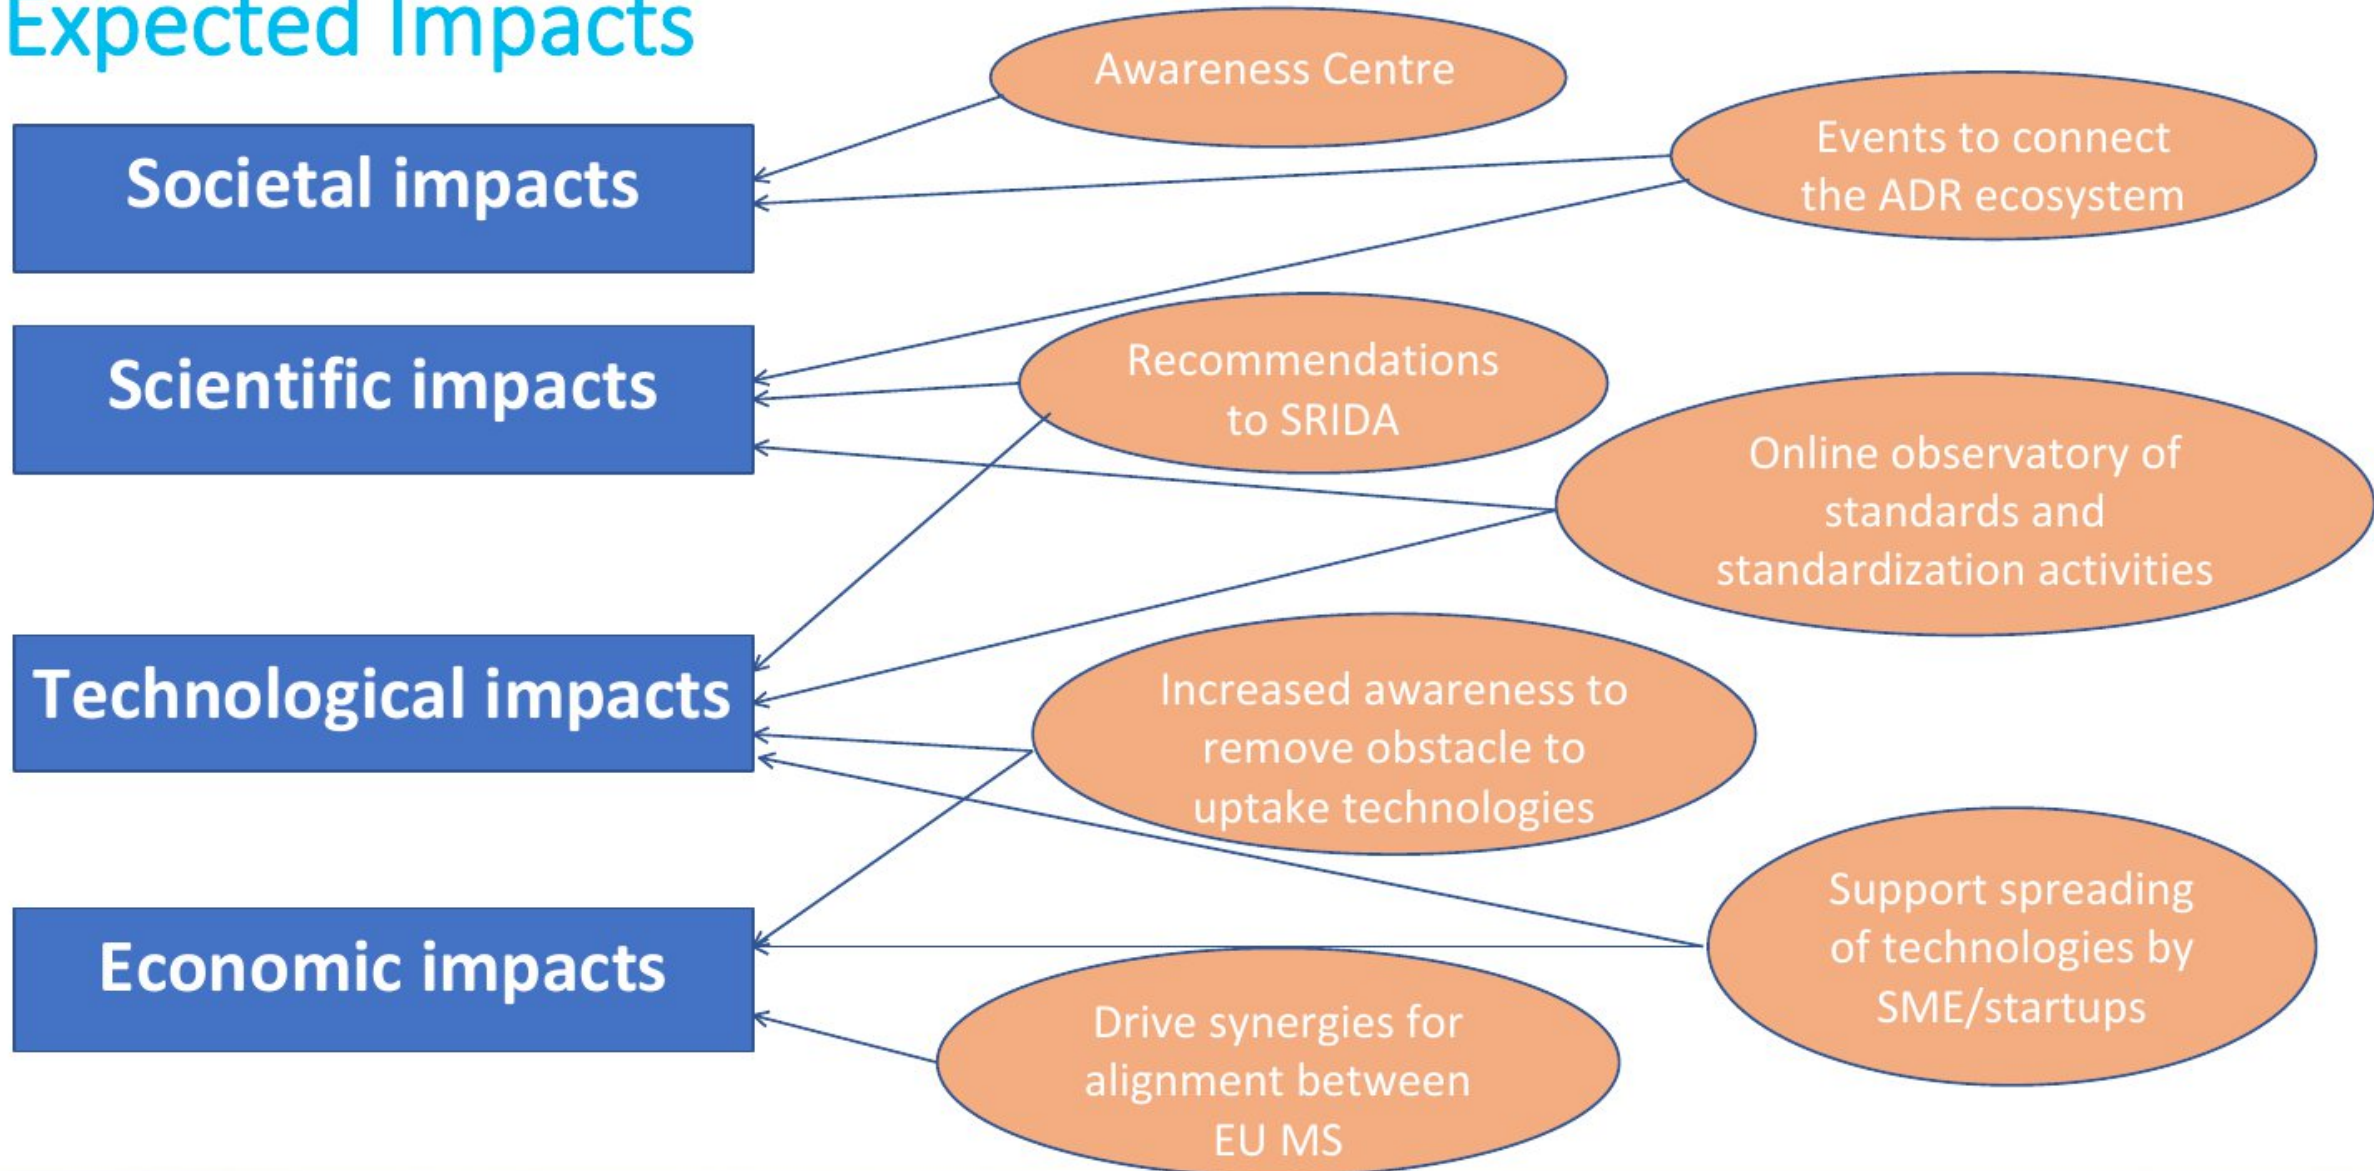 Expected Impacts
Awareness Centre
Events to connect
the ADR ecosystem
Societal impacts
Scientific impacts
Recommendations
to SRIDA
Online observatory of
standards and
standardization activities
Technological impacts
Increased awareness to
remove obstacle to
uptake technologies
Support spreading
of technologies by
SME/startups
Economic impacts
Drive synergies for
alignment between
EU MS